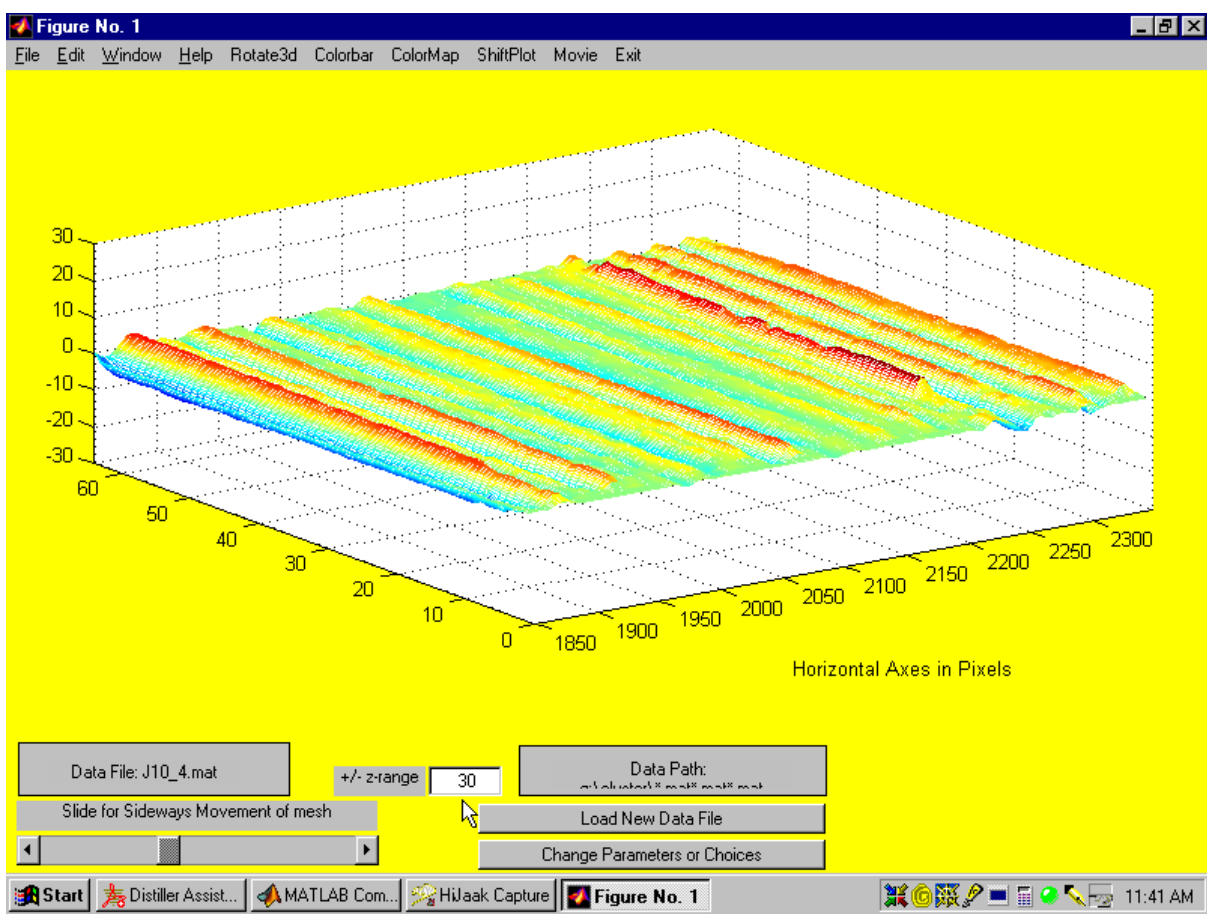 Figure No. 1
File Edit Window Help Rotate3d Colorbar ColorMap ShiftPlot Movie Exit
30
20
10
0
-10
-20
-30
60
50
40
30
20
10
0
1850
1900
1950
2000
2050
2100
2150
2200
2250
2300
Horizontal Axes in Pixels
Data File: J10_4.mat
+/- z-range 30
Data Path:
Slide for Sideways Movement of mesh
Load New Data File
Change Parameters or Choices
Start Distiller Assist... MATLAB Com... HiJaak Capture Figure No. 1 11:41 AM